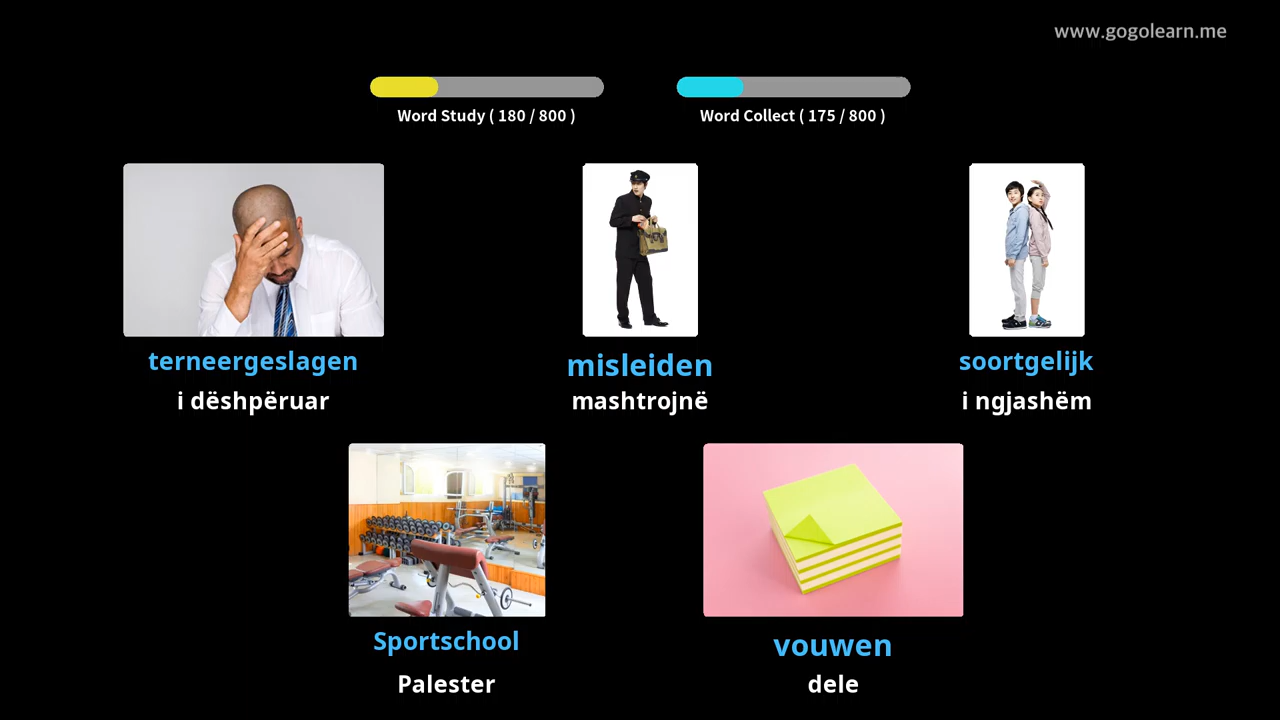 www.gogolearn.me
Word Study ( 180 / 800 )
Word Collect ( 175 / 800 )
terneergeslagen
i dëshpëruar
misleiden
mashtrojnë
soortgelijk
i ngjashëm
Sportschool
Palester
vouwen
dele